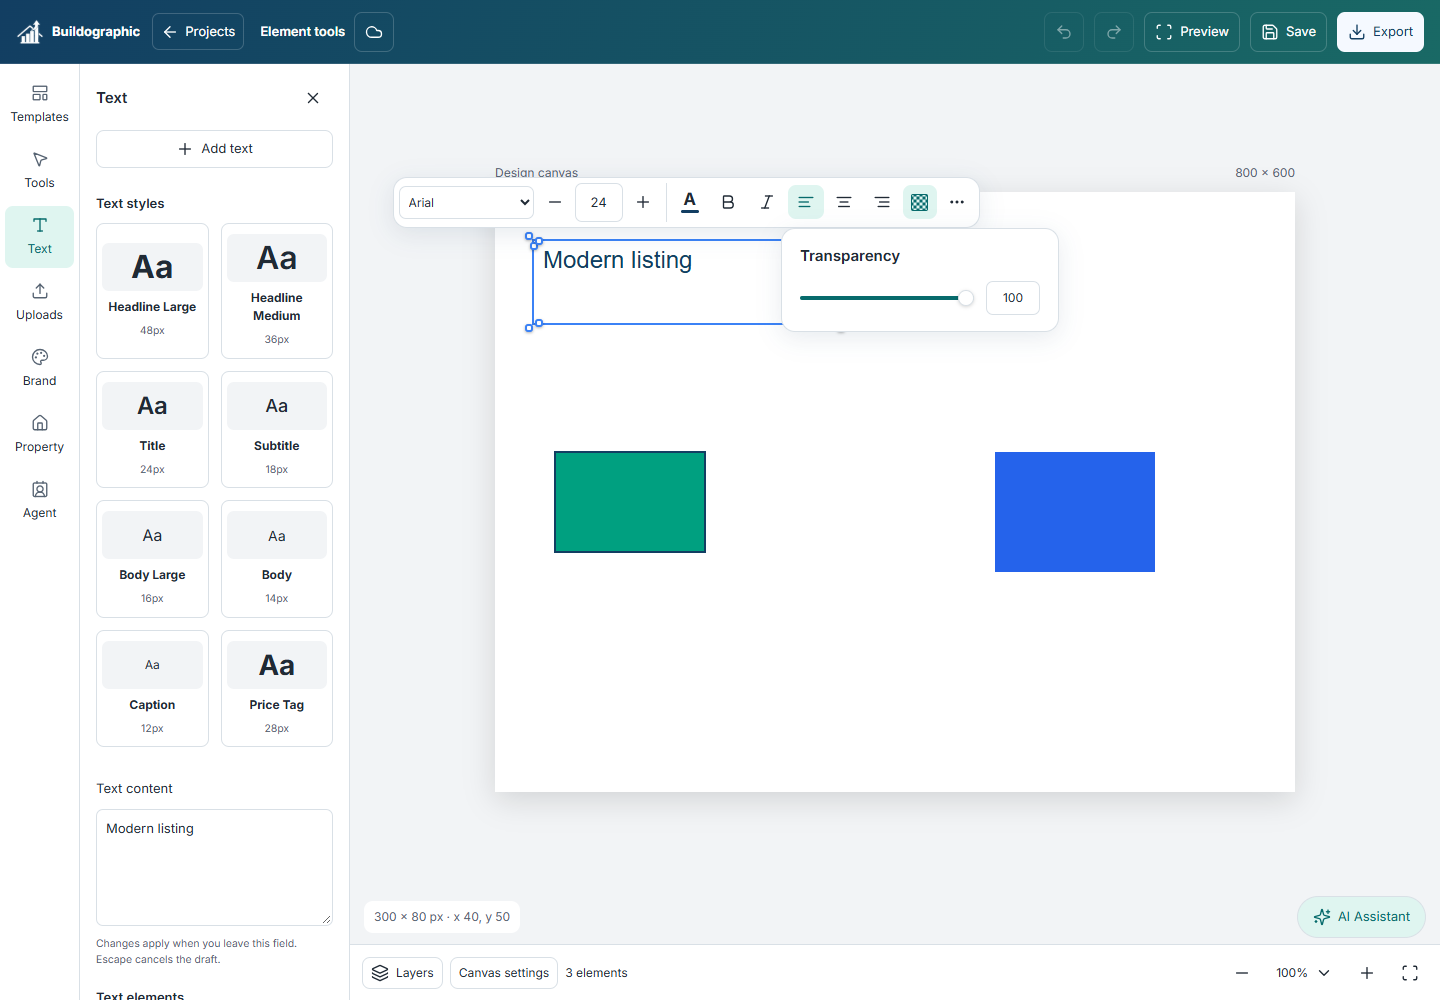 Buildographic
Projects
Element tools
Preview
Save
Export
Templates
Tools
Text
Uploads
Brand
Property
Agent
Text
Add text
Text styles
Aa
Headline Large
48px
Aa
Headline
Medium
36px
Aa
Title
24px
Aa
Subtitle
18px
Aa
Body Large
16px
Aa
Body
14px
Aa
Caption
12px
Aa
Price Tag
28px
Text content
Modern listing
Changes apply when you leave this field.
Escape cancels the draft.
Text elements
Design canvas
800 × 600
Arial
24
A
B
I
Modern listing
Transparency
100
300 × 80 px · x 40, y 50
AI Assistant
Layers
Canvas settings
3 elements
100%